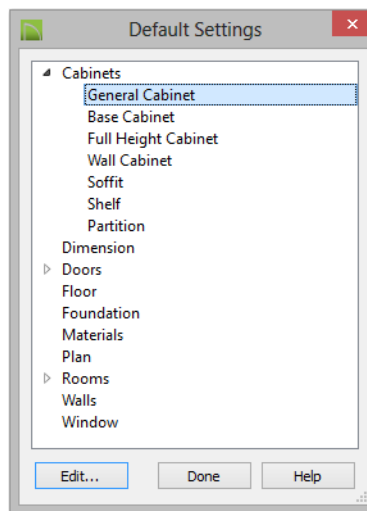 Default Settings
Cabinets
General Cabinet
Base Cabinet
Full Height Cabinet
Wall Cabinet
Soffit
Shelf
Partition
Dimension
Doors
Floor
Foundation
Materials
Plan
Rooms
Walls
Window
Edit... Done Help